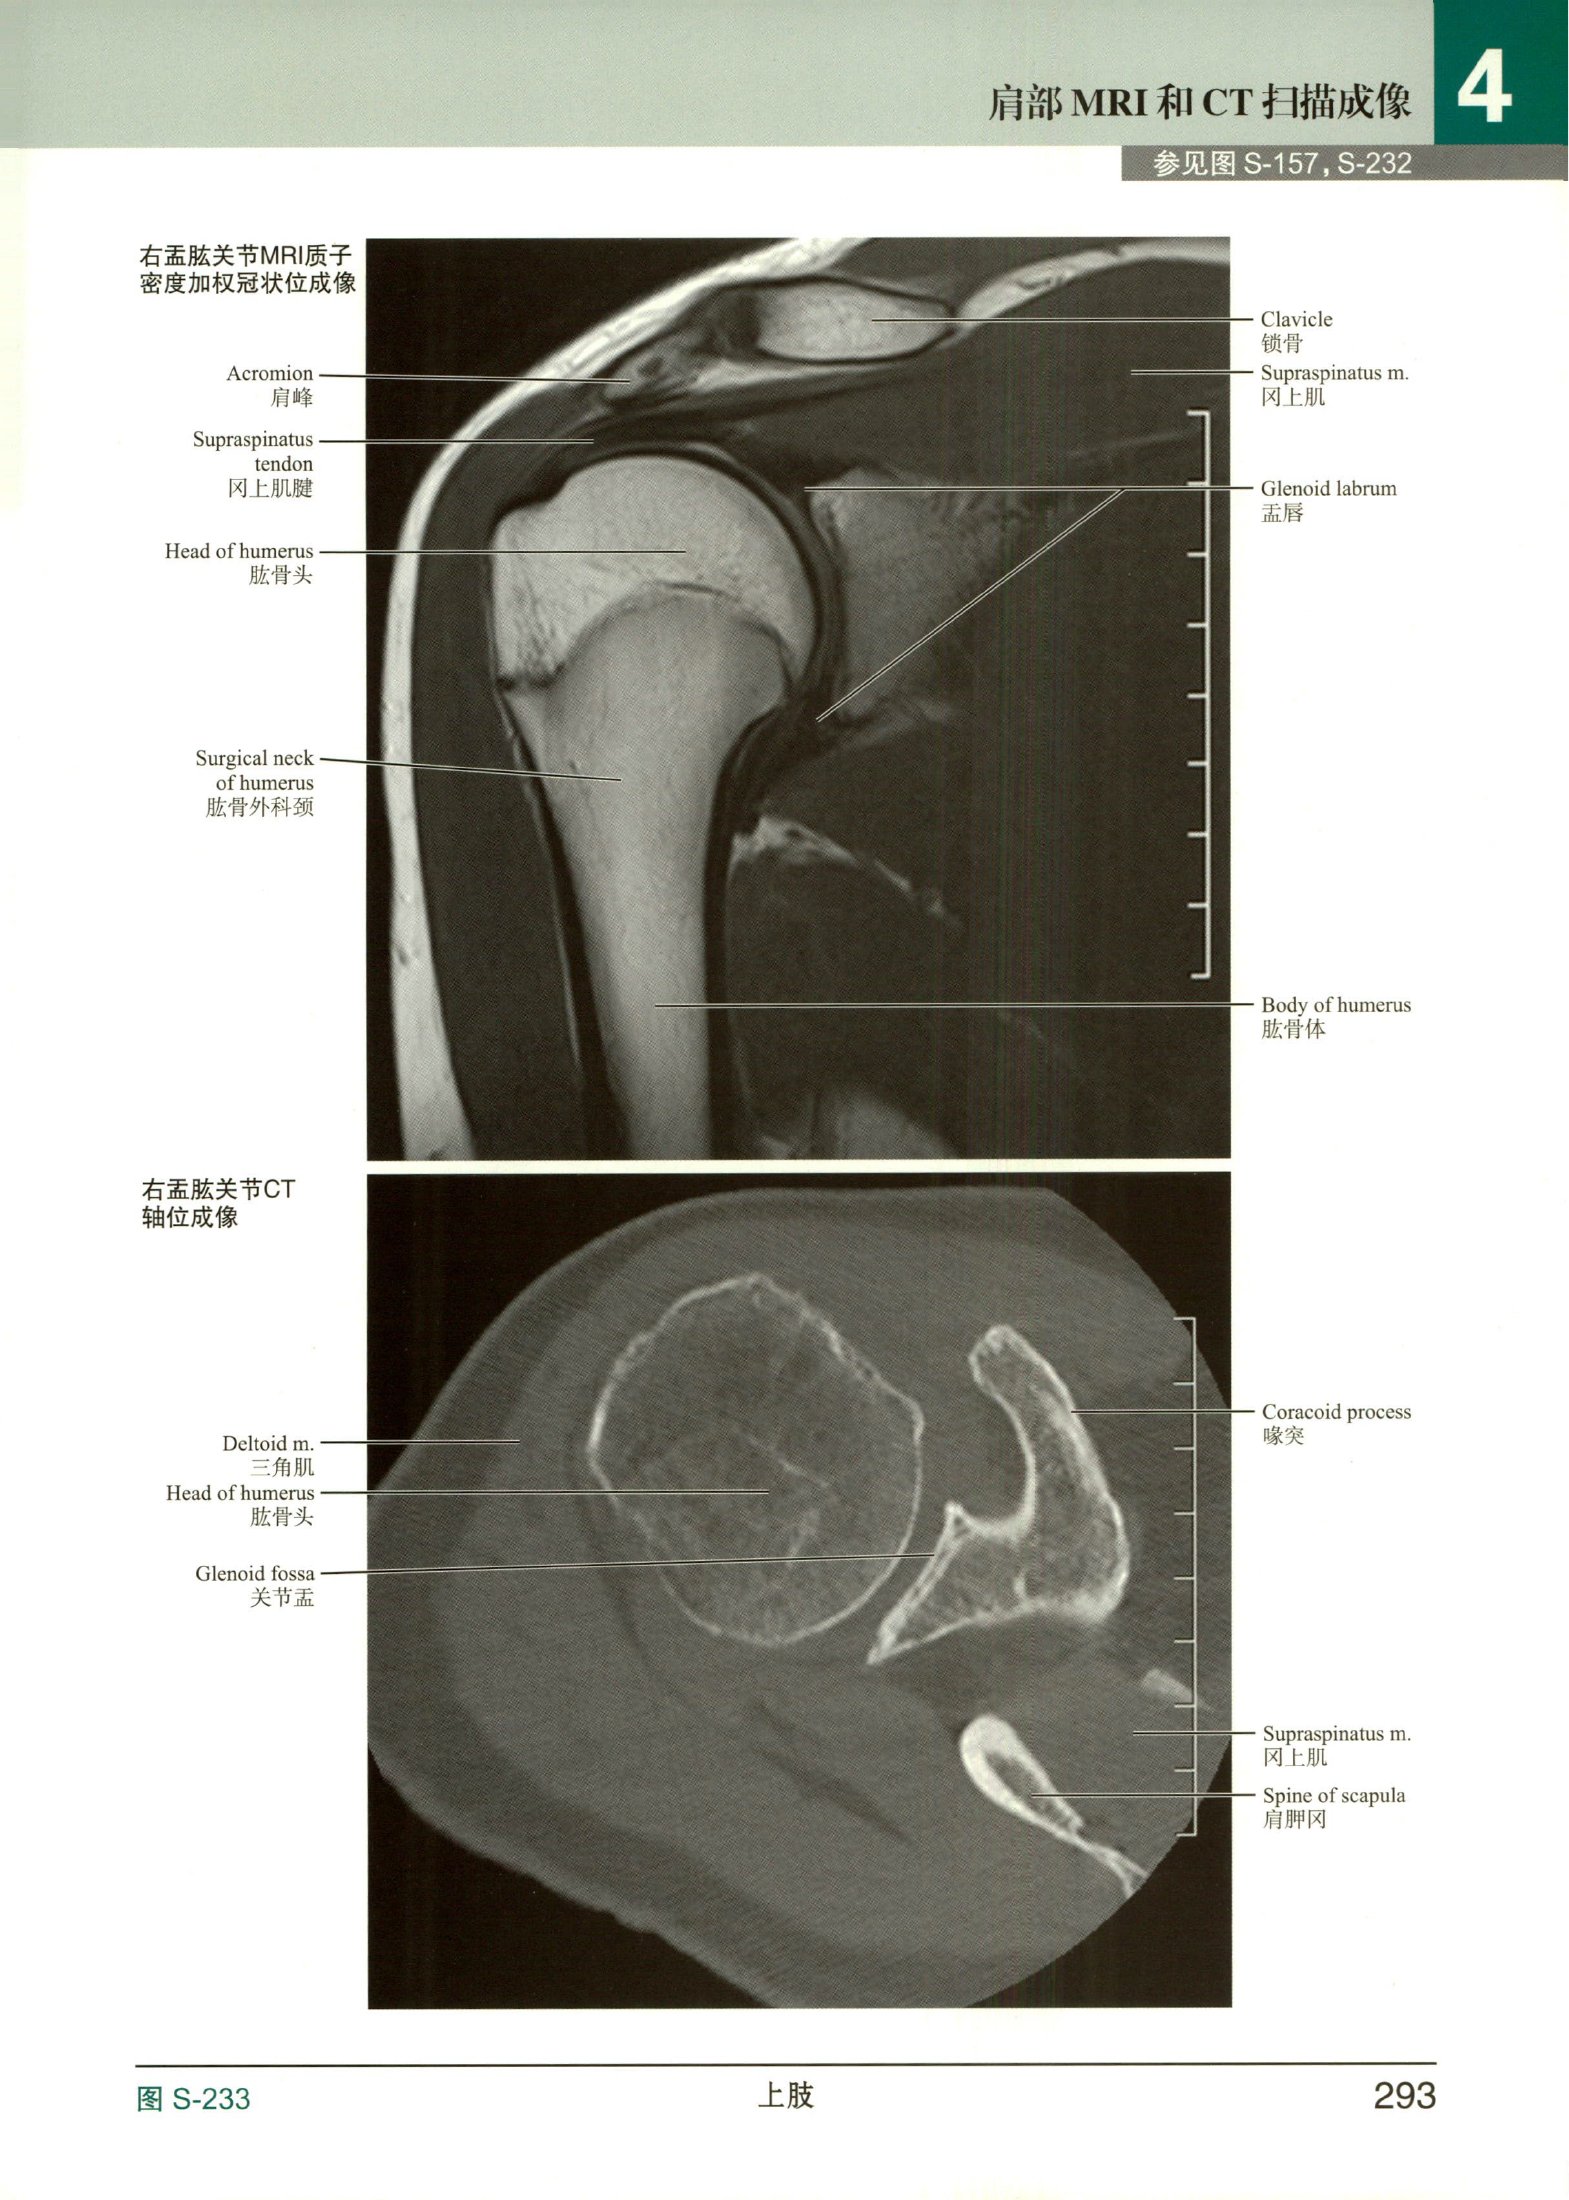 肩部 MRI 和 CT 扫描成像
4
参见图 S-157, S-232
右盂肱关节MRI质子
密度加权冠状位成像
Acromion
肩峰
Supraspinatus
tendon
冈上肌腱
Head of humerus
肱骨头
Surgical neck
of humerus
肱骨外科颈
Clavicle
锁骨
Supraspinatus m.
冈上肌
Glenoid labrum
盂唇
Body of humerus
肱骨体
右盂肱关节CT
轴位成像
Deltoid m.
三角肌
Head of humerus
肱骨头
Glenoid fossa
关节盂
Coracoid process
喙突
Supraspinatus m.
冈上肌
Spine of scapula
肩胛冈
图 S-233
上肢
293